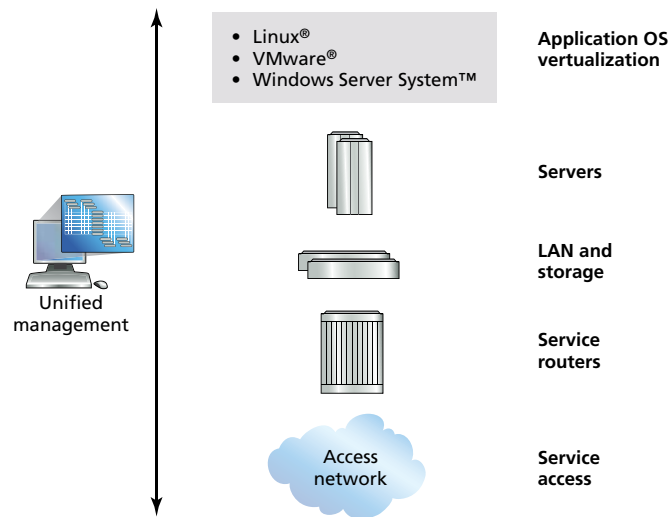 • Linux®
• VMware®
• Windows Server System™
Application OS
vertualization
Servers
LAN and
storage
Unified
management
Service
routers
Access
network
Service
access